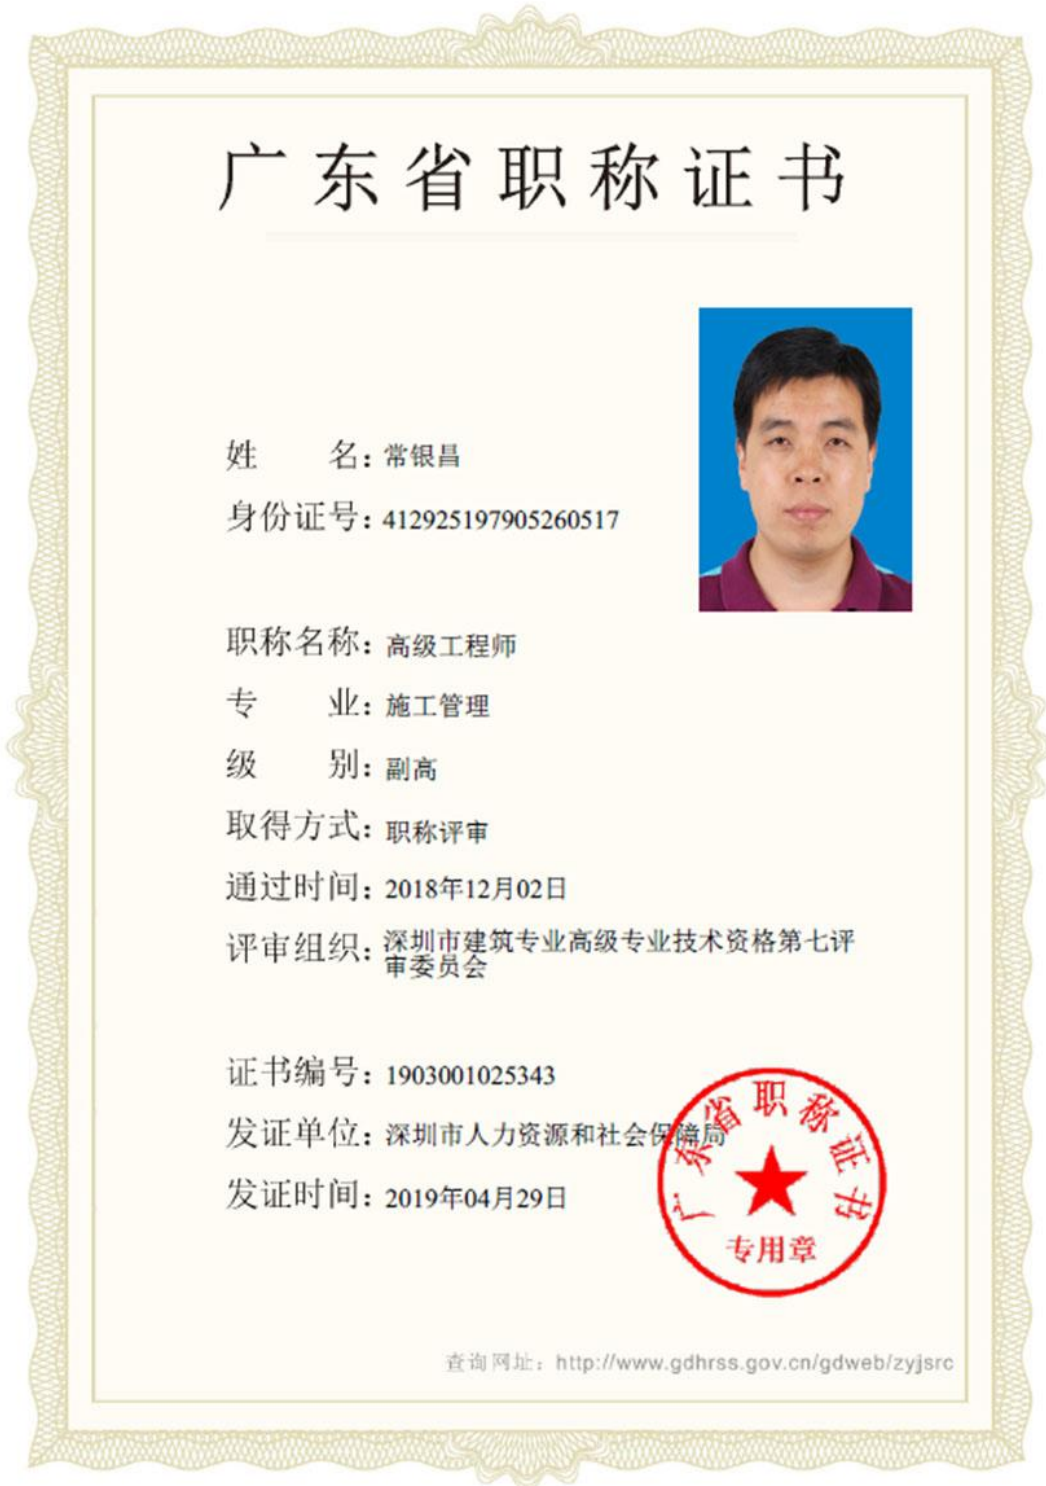 广东省职称证书
姓　　名：常银昌
身份证号：412925197905260517
职称名称：高级工程师
专　　业：施工管理
级　　别：副高
取得方式：职称评审
通过时间：2018年12月02日
评审组织：深圳市建筑专业高级专业技术资格第七评
审委员会
证书编号：1903001025343
发证单位：深圳市人力资源和社会保障局
发证时间：2019年04月29日
广东省职称证书
专用章
查询网址：http://www.gdhrss.gov.cn/gdweb/zyjsrc